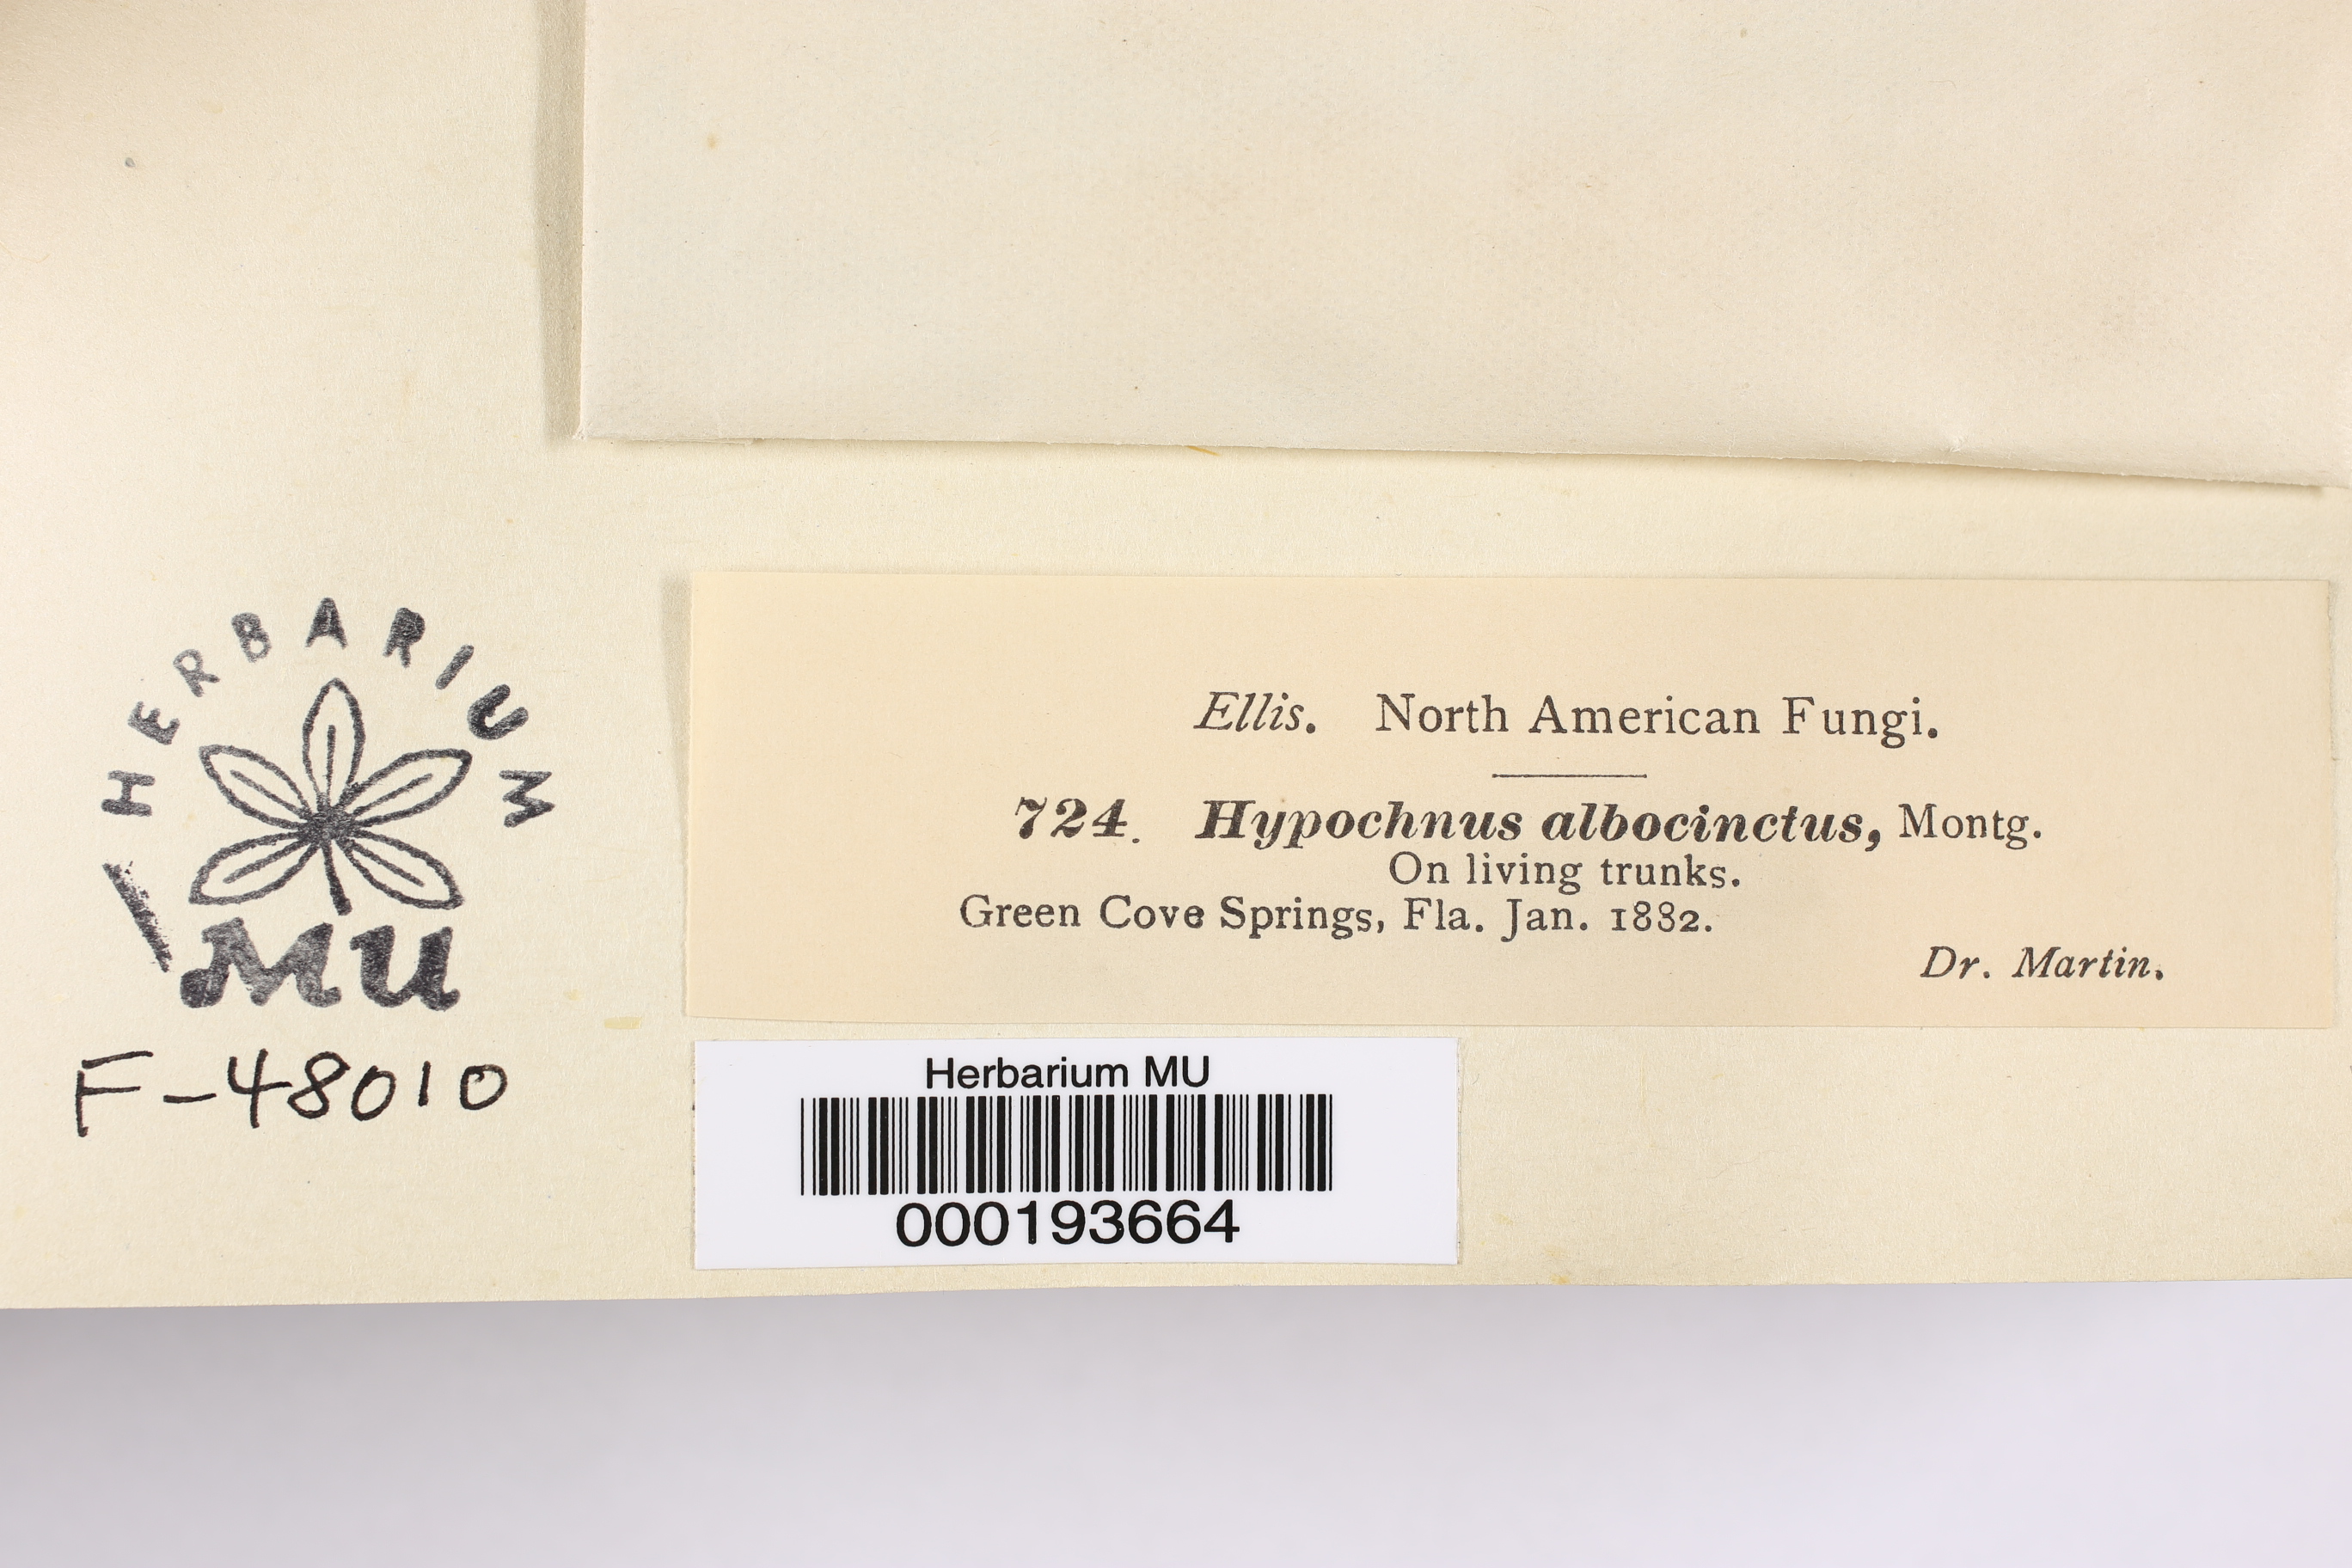 HERBARIUM
MU
F-48010
Ellis. North American Fungi.
724. Hypochnus albocinctus, Montg.
On living trunks.
Green Cove Springs, Fla. Jan. 1882.
Dr. Martin.
Herbarium MU
000193664